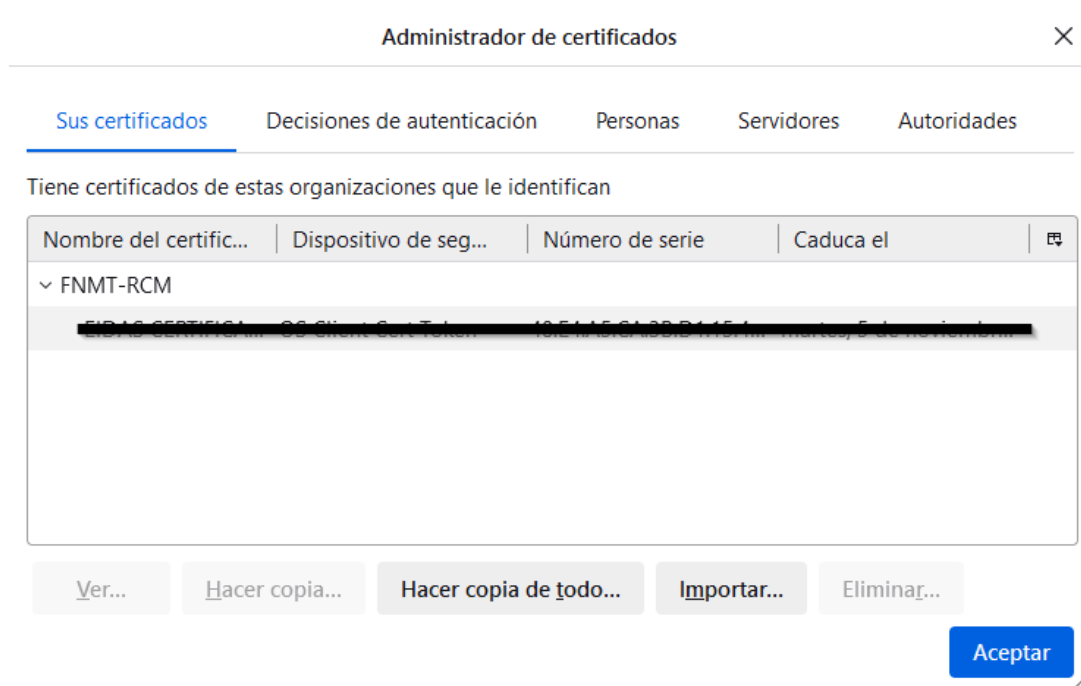 Administrador de certificados
Sus certificados Decisiones de autenticación Personas Servidores Autoridades
Tiene certificados de estas organizaciones que le identifican
Nombre del certific... Dispositivo de seg... Número de serie Caduca el
FNMT-RCM
Ver... Hacer copia... Hacer copia de todo... Importar... Eliminar...
Aceptar